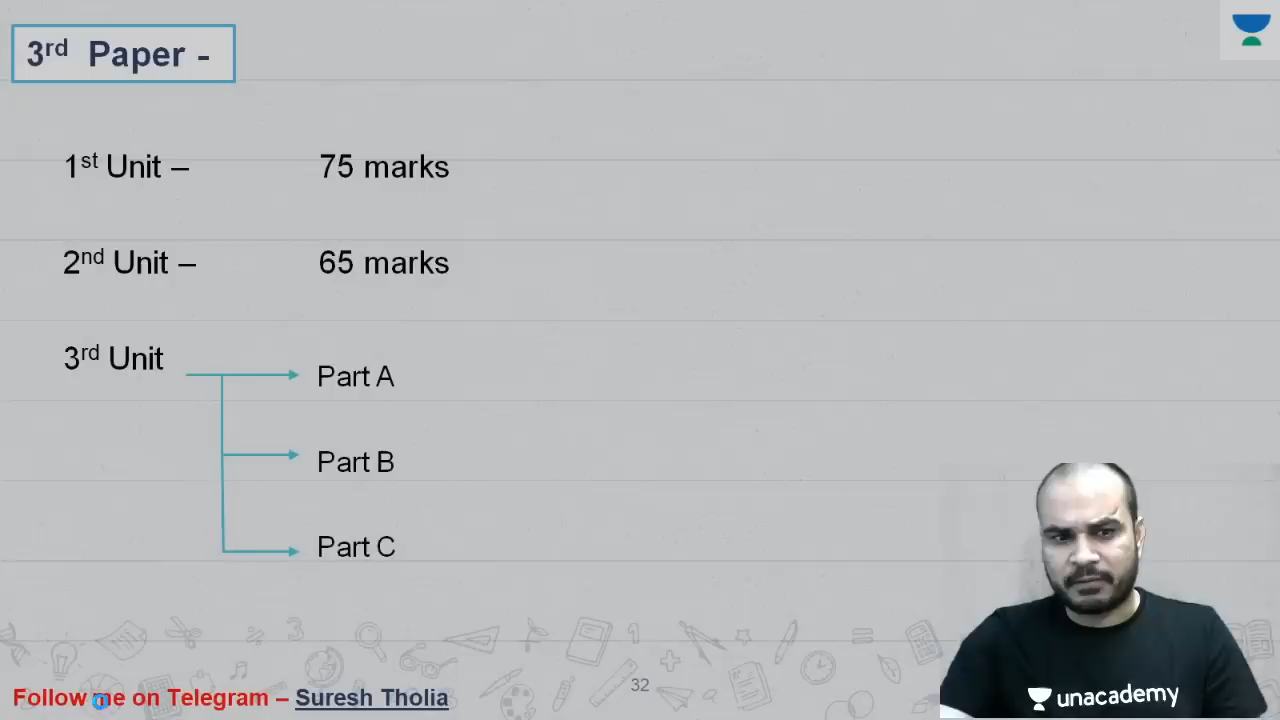 3rd Paper -
1st Unit – 75 marks
2nd Unit – 65 marks
3rd Unit
Part A
Part B
Part C
32
Follow me on Telegram – Suresh Tholia
unacademy